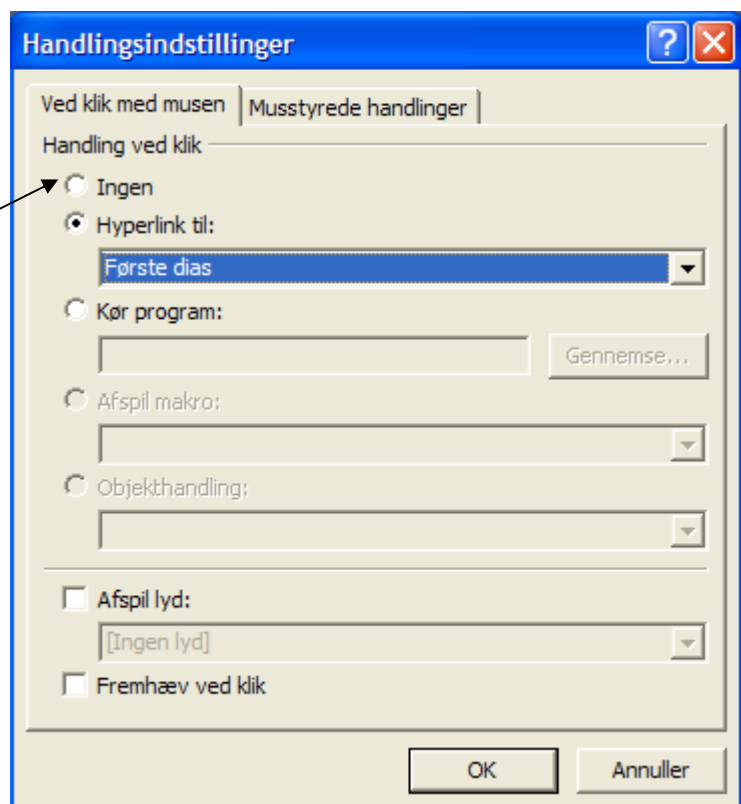 Handlingsindstillinger
Ved klik med musen Musstyrede handlinger
Handling ved klik
Ingen
Hyperlink til:
Første dias
Kør program:
Gennemse...
Afspil makro:
Objekthandling:
Afspil lyd:
[Ingen lyd]
Fremhæv ved klik
OK Annuller